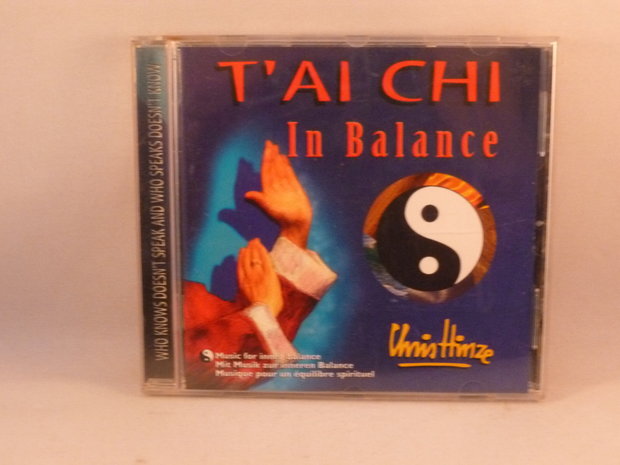 WHO KNOWS DOESN'T SPEAK AND WHO SPEAKS DOESN'T KNOW
T'AI CHI
In Balance
Chris Hinze
Music for inner balance
Mit Musik zur inneren Balance
Musique pour un équilibre spirituel